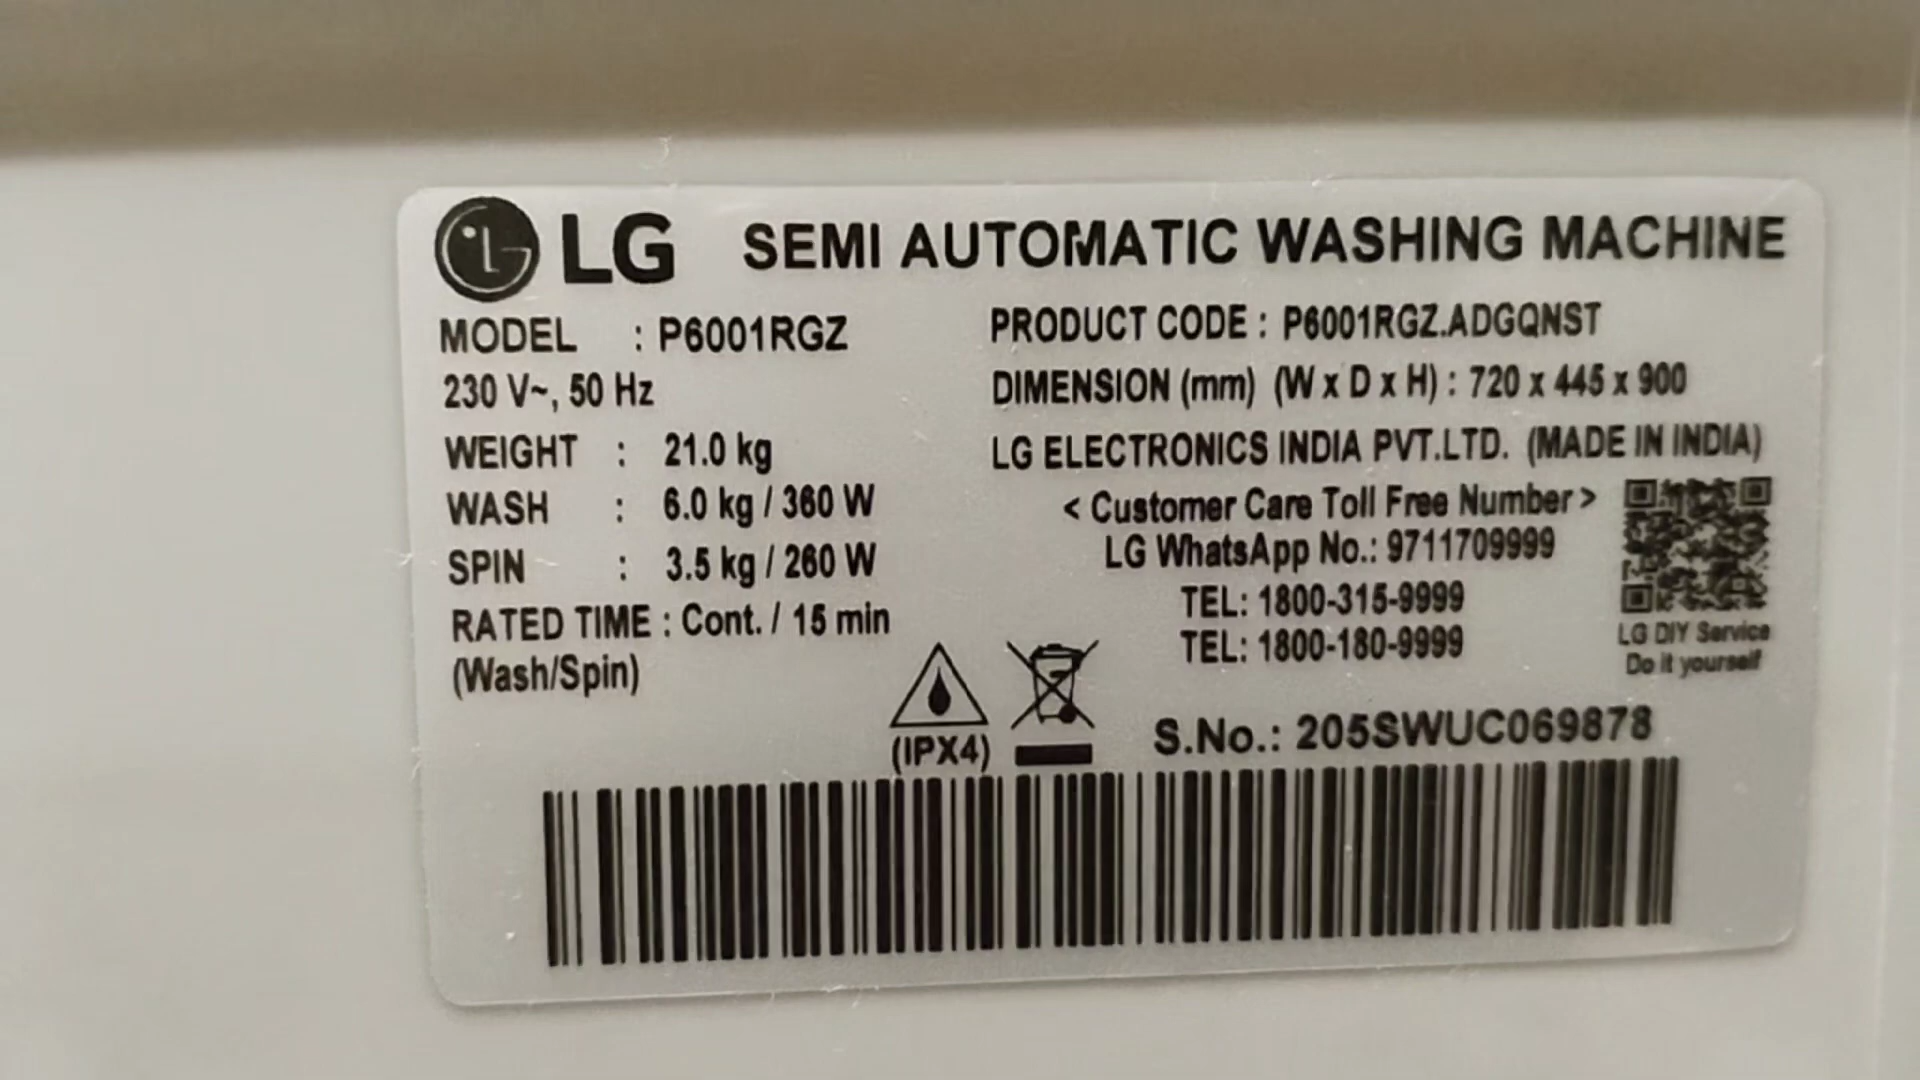 LG SEMI AUTOMATIC WASHING MACHINE
MODEL : P6001RGZ
230 V~, 50 Hz
WEIGHT : 21.0 kg
WASH : 6.0 kg / 360 W
SPIN : 3.5 kg / 260 W
RATED TIME : Cont. / 15 min
(Wash/Spin)
(IPX4)
PRODUCT CODE : P6001RGZ.ADGQNST
DIMENSION (mm) (W x D x H) : 720 x 445 x 900
LG ELECTRONICS INDIA PVT.LTD. (MADE IN INDIA)
< Customer Care Toll Free Number >
LG WhatsApp No.: 9711709999
TEL: 1800-315-9999
TEL: 1800-180-9999
LG DIY Service
Do it yourself
S.No.: 205SWUC069878